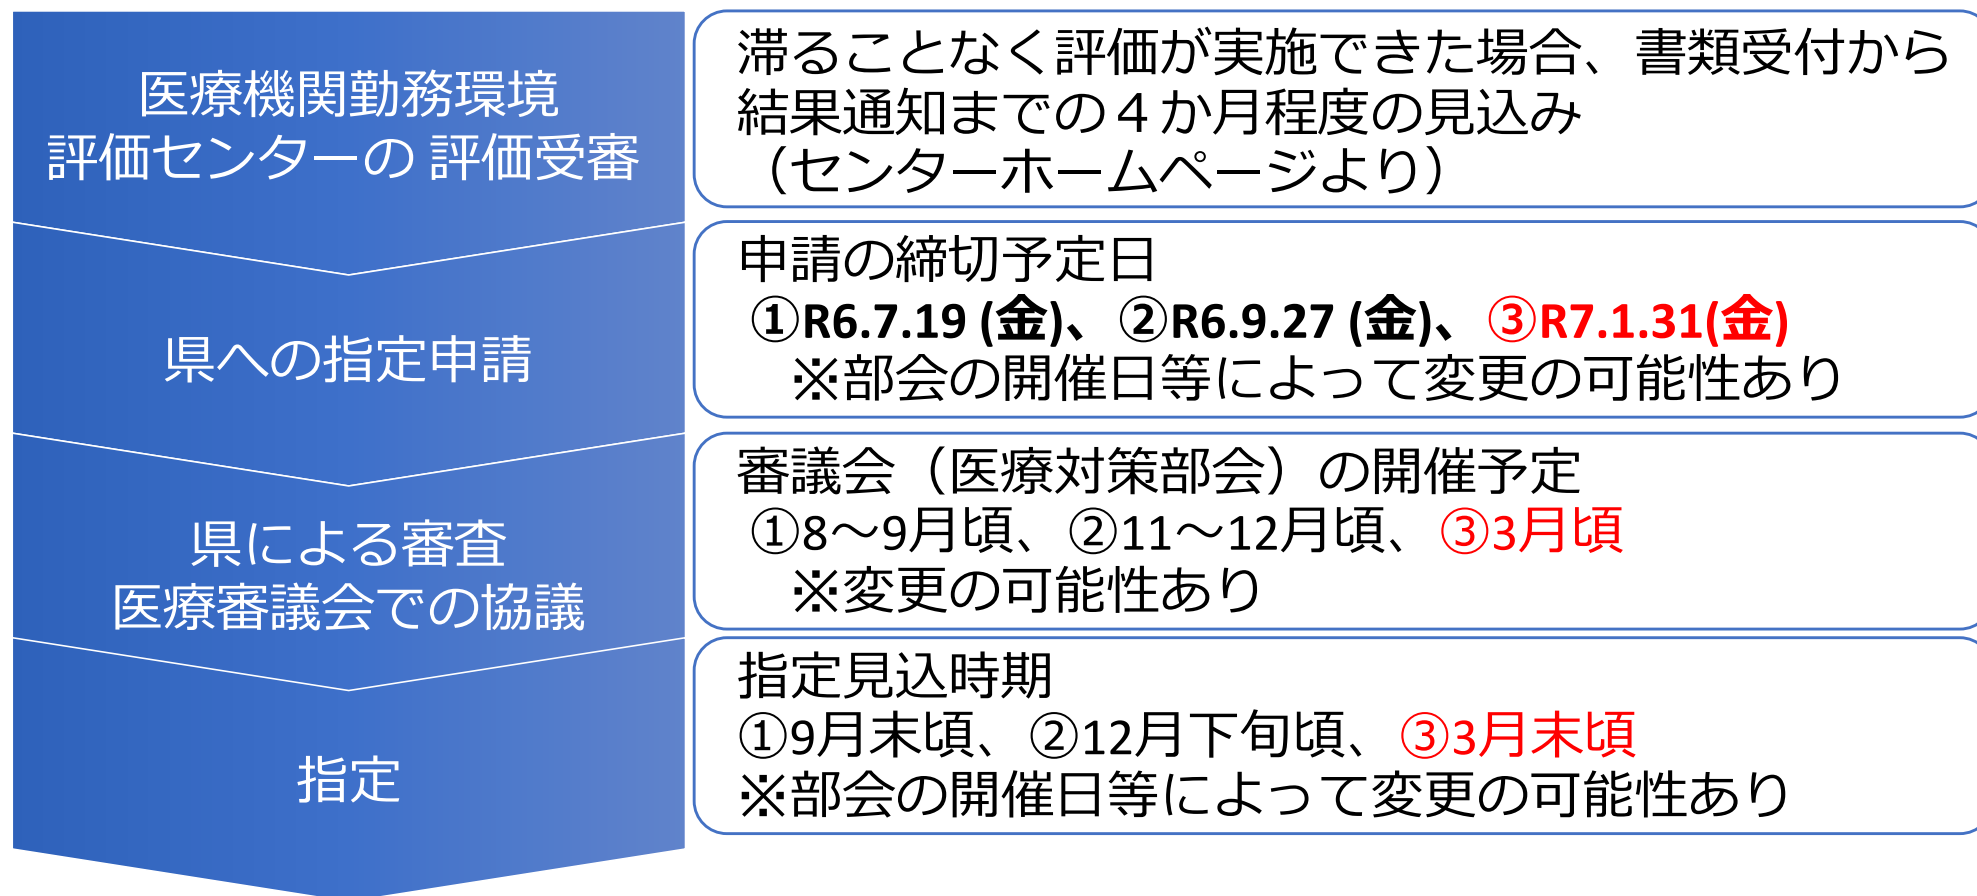 医療機関勤務環境
評価センターの 評価受審
滞ることなく評価が実施できた場合、書類受付から
結果通知までの４か月程度の見込み
（センターホームページより）
県への指定申請
申請の締切予定日
①R6.7.19 (金)、②R6.9.27 (金)、③R7.1.31(金)
※部会の開催日等によって変更の可能性あり
県による審査
医療審議会での協議
審議会（医療対策部会）の開催予定
①8～9月頃、②11～12月頃、③3月頃
※変更の可能性あり
指定
指定見込時期
①9月末頃、②12月下旬頃、③3月末頃
※部会の開催日等によって変更の可能性あり